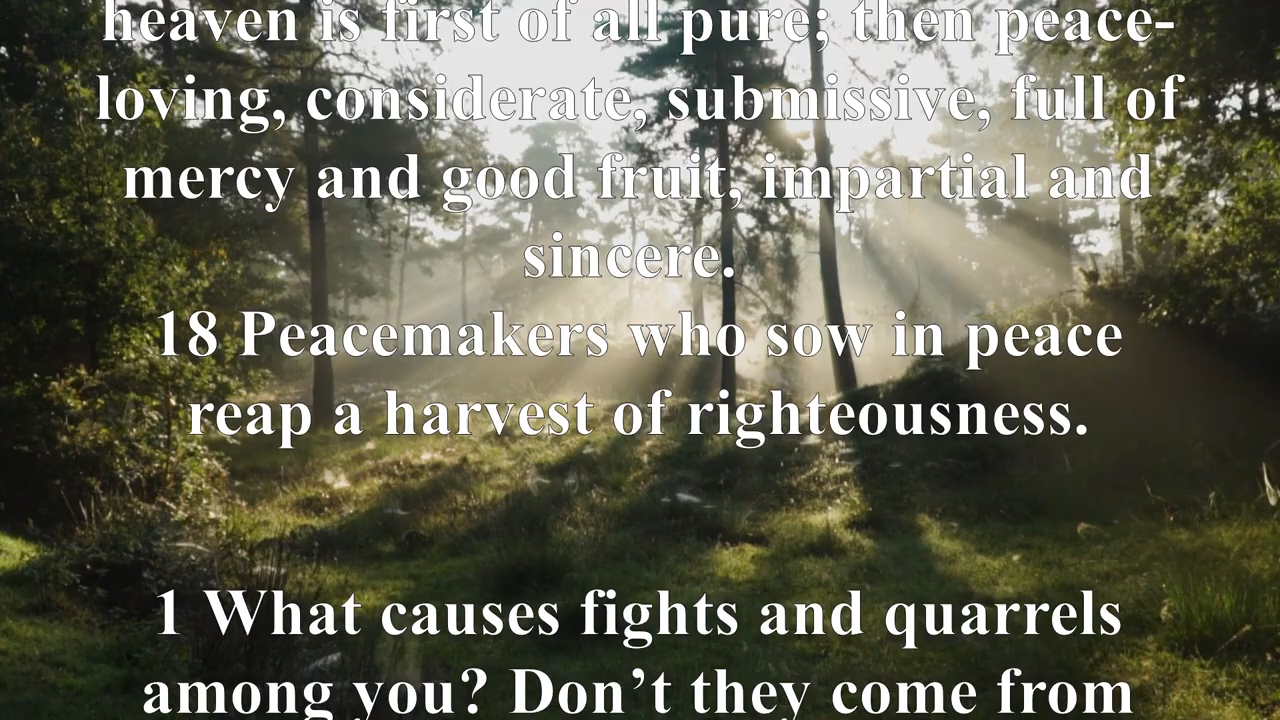 heaven is first of all pure; then peace-
loving, considerate, submissive, full of
mercy and good fruit, impartial and
sincere.
18 Peacemakers who sow in peace
reap a harvest of righteousness.
1 What causes fights and quarrels
among you? Don’t they come from